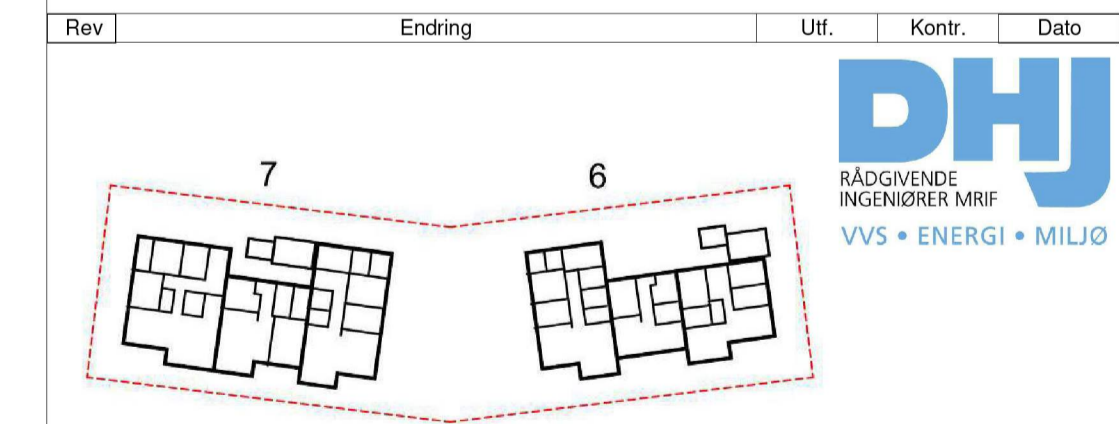 Rev Endring Utf. Kontr. Dato
DHJ
RÅDGIVENDE
INGENIØRER MRIF
VVS • ENERGI • MILJØ
7 6